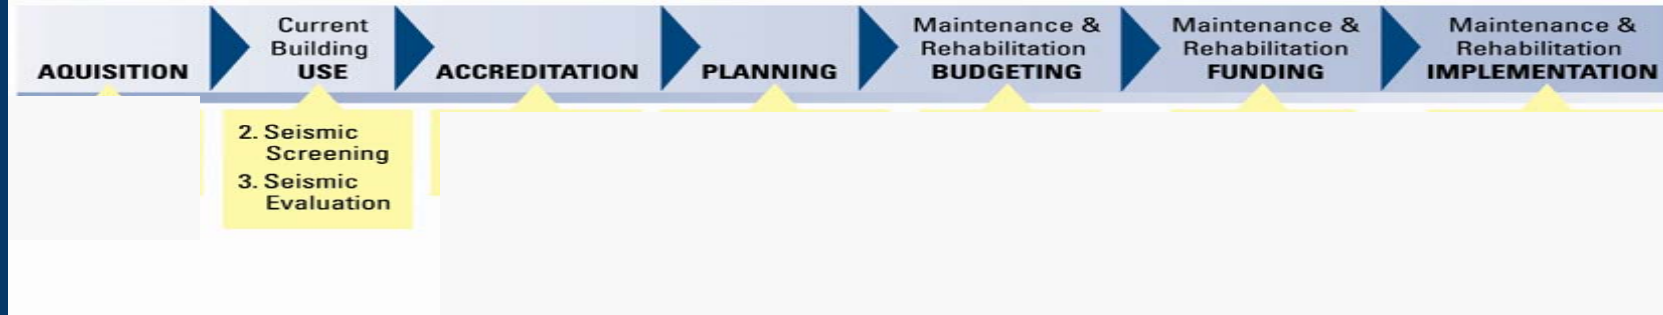 AQUISITION
Current
Building
USE
ACCREDITATION
PLANNING
Maintenance &
Rehabilitation
BUDGETING
Maintenance &
Rehabilitation
FUNDING
Maintenance &
Rehabilitation
IMPLEMENTATION
2. Seismic
Screening
3. Seismic
Evaluation